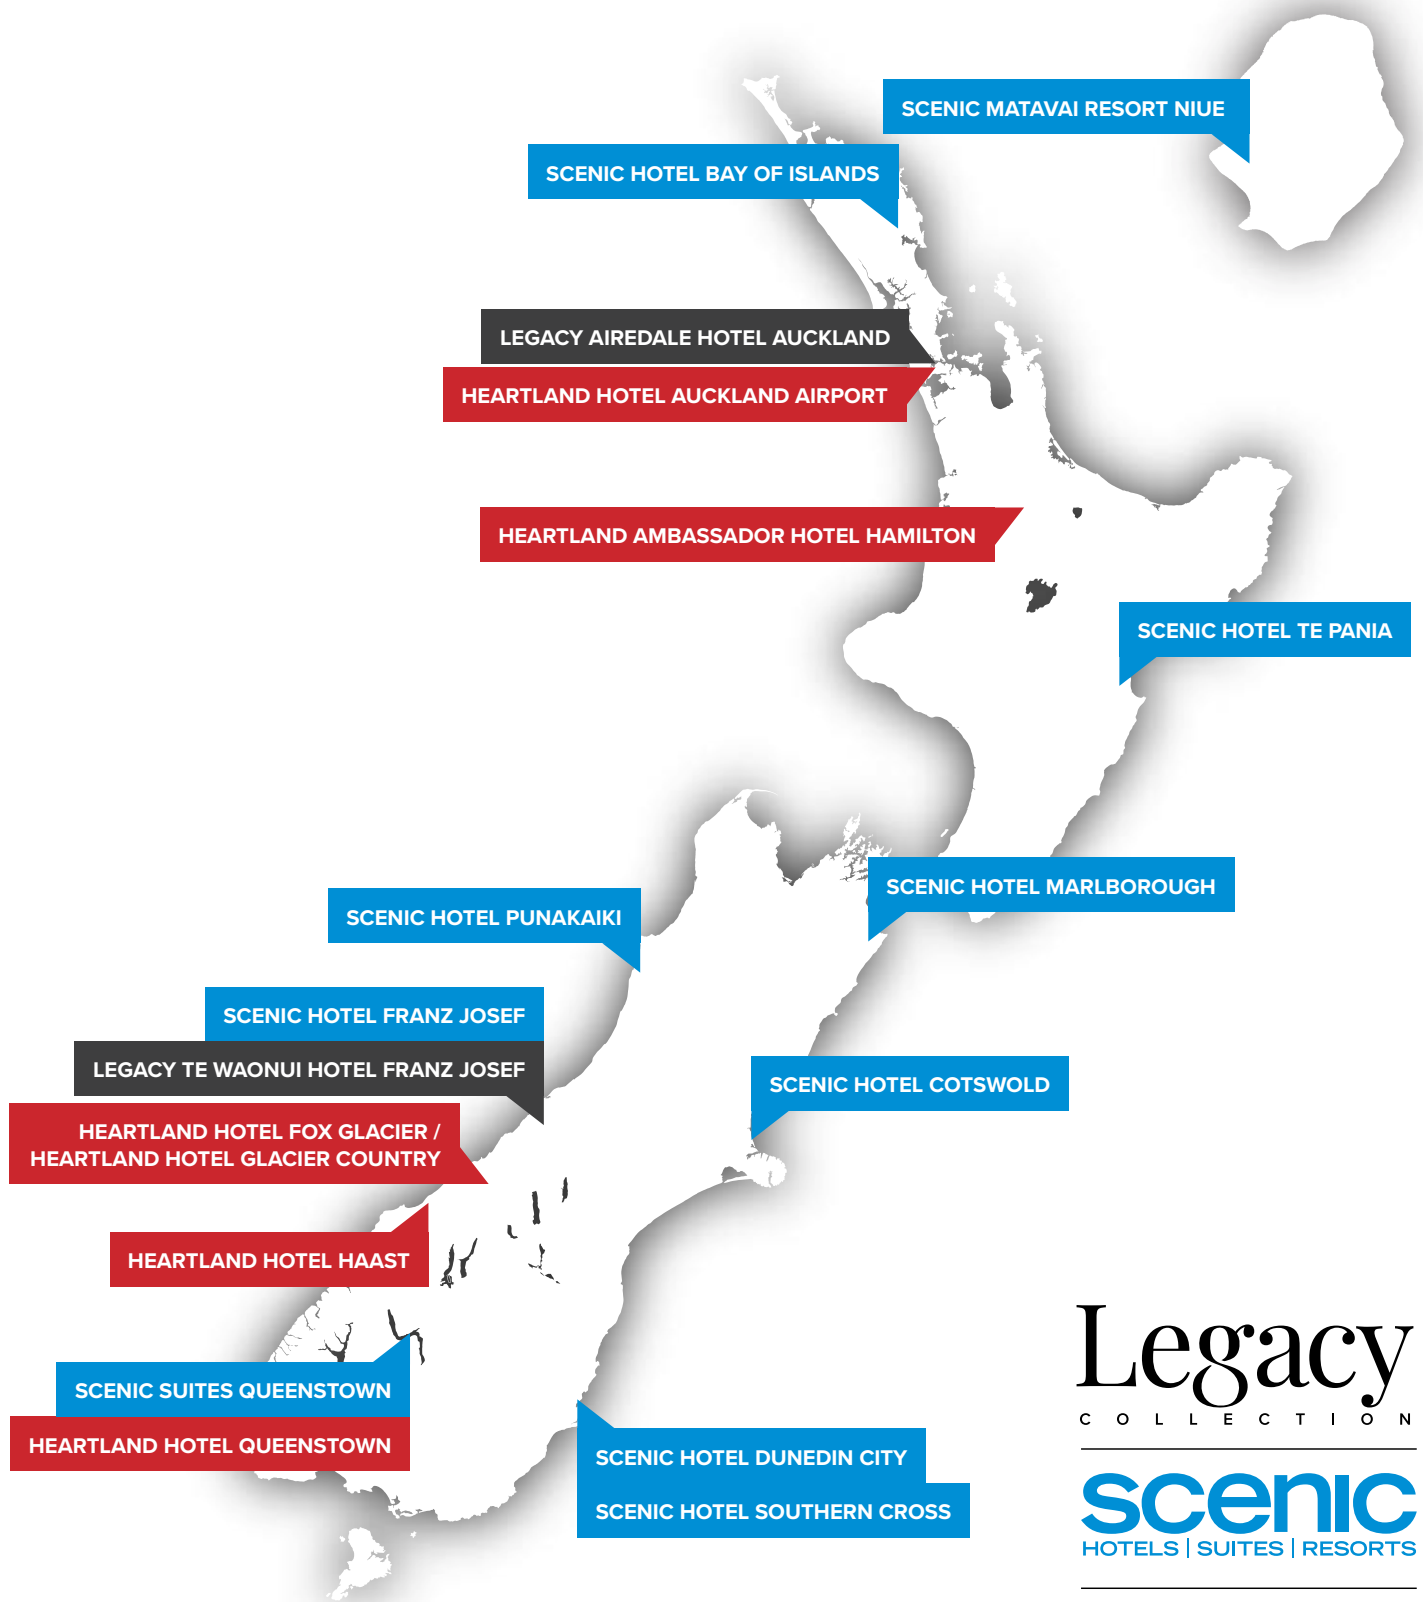 SCENIC MATAVAI RESORT NIUE
SCENIC HOTEL BAY OF ISLANDS
LEGACY AIREDALE HOTEL AUCKLAND
HEARTLAND HOTEL AUCKLAND AIRPORT
HEARTLAND AMBASSADOR HOTEL HAMILTON
SCENIC HOTEL TE PANIA
SCENIC HOTEL MARLBOROUGH
SCENIC HOTEL PUNAKAIKI
SCENIC HOTEL FRANZ JOSEF
LEGACY TE WAONUI HOTEL FRANZ JOSEF
SCENIC HOTEL COTSWOLD
HEARTLAND HOTEL FOX GLACIER /
HEARTLAND HOTEL GLACIER COUNTRY
HEARTLAND HOTEL HAAST
SCENIC SUITES QUEENSTOWN
HEARTLAND HOTEL QUEENSTOWN
SCENIC HOTEL DUNEDIN CITY
SCENIC HOTEL SOUTHERN CROSS
Legacy
COLLECTION
scenic
HOTELS | SUITES | RESORTS